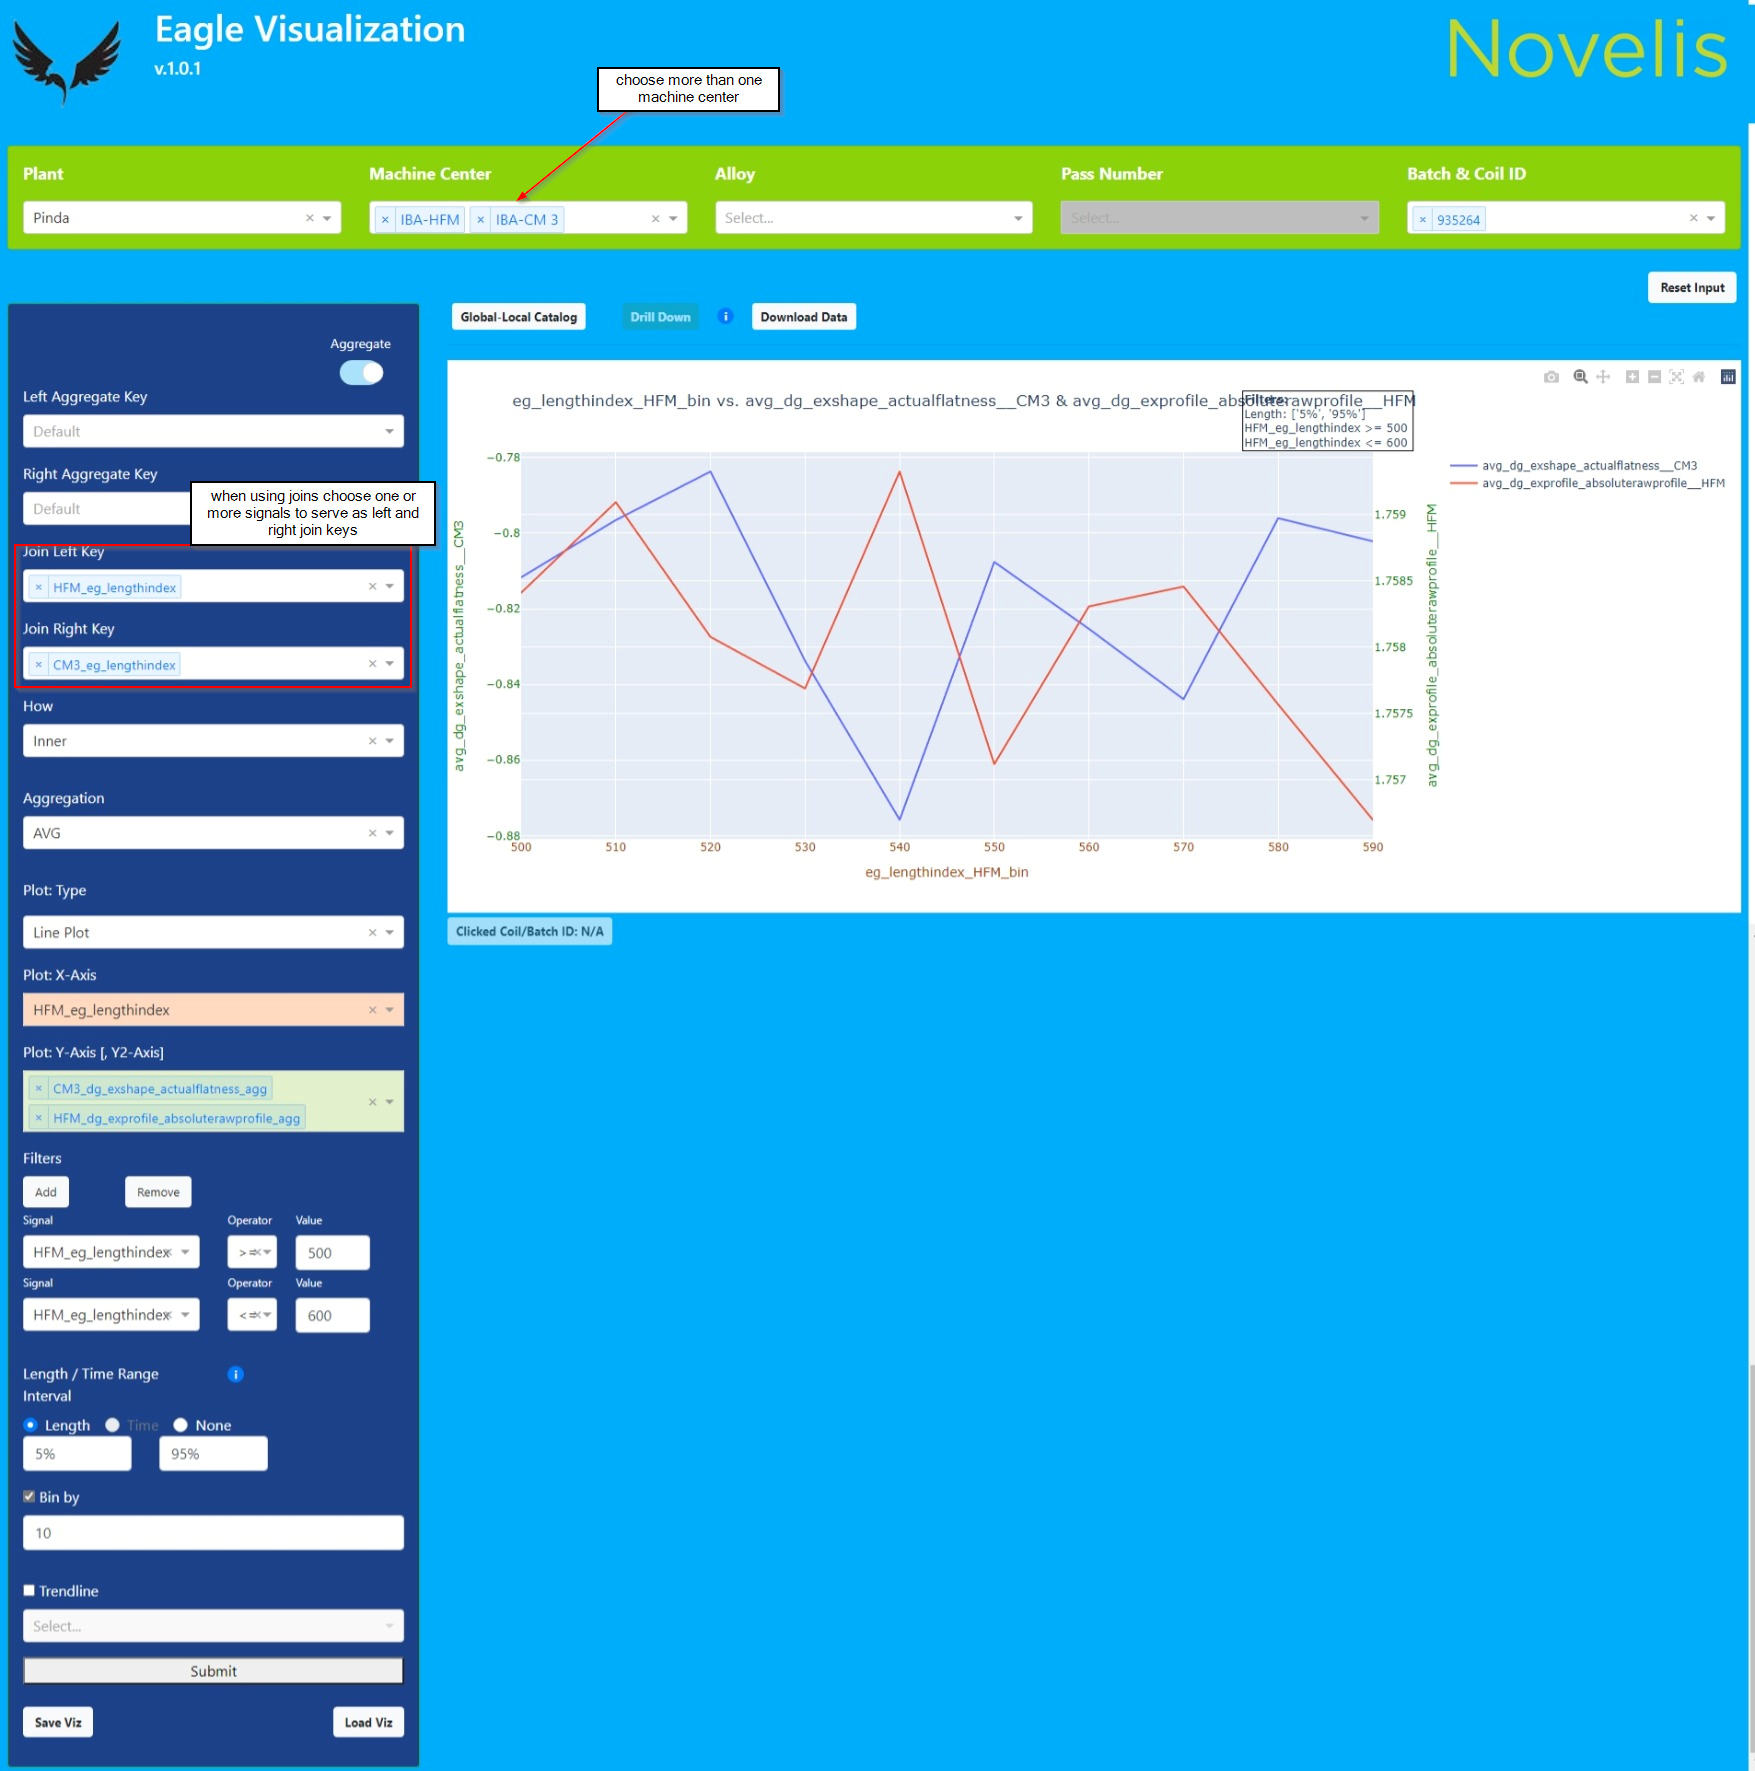 Eagle Visualization
v.1.0.1
Novelis
choose more than one
machine center
Plant
Machine Center
Alloy
Pass Number
Batch & Coil ID
Pinda
× IBA-HFM × IBA-CM 3
Select...
Select...
× 935264
Reset Input
Global-Local Catalog
Drill Down
Download Data
Aggregate
Left Aggregate Key
Default
Right Aggregate Key
Default
when using joins choose one or
more signals to serve as left and
right join keys
Join Left Key
× HFM_eg_lengthindex
Join Right Key
× CM3_eg_lengthindex
How
Inner
Aggregation
AVG
Plot: Type
Line Plot
Plot: X-Axis
HFM_eg_lengthindex
Plot: Y-Axis [, Y2-Axis]
× CM3_dg_exshape_actualflatness_agg
× HFM_dg_exprofile_absoluterawprofile_agg
Filters
Add
Remove
Signal Operator Value
HFM_eg_lengthindex >= 500
Signal Operator Value
HFM_eg_lengthindex <= 600
Length / Time Range
Interval
Length Time None
5% 95%
Bin by
10
Trendline
Select...
Submit
Save Viz
Load Viz
eg_lengthindex_HFM_bin vs. avg_dg_exshape_actualflatness__CM3 & avg_dg_exprofile_absoluterawprofile__HFM
Filters:
Length: ['5%', '95%']
HFM_eg_lengthindex >= 500
HFM_eg_lengthindex <= 600
avg_dg_exshape_actualflatness__CM3
avg_dg_exprofile_absoluterawprofile__HFM
avg_dg_exshape_actualflatness__CM3
−0.78
−0.8
−0.82
−0.84
−0.86
−0.88
1.759
1.7585
1.758
1.7575
1.757
avg_dg_exprofile_absoluterawprofile__HFM
500 510 520 530 540 550 560 570 580 590
eg_lengthindex_HFM_bin
Clicked Coil/Batch ID: N/A